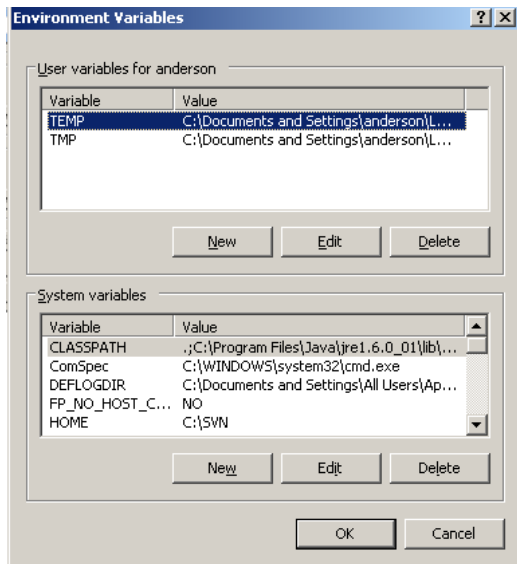 Environment Variables
User variables for anderson
Variable Value
TEMP C:\Documents and Settings\anderson\L...
TMP C:\Documents and Settings\anderson\L...
New Edit Delete
System variables
Variable Value
CLASSPATH .;C:\Program Files\Java\jre1.6.0_01\lib\...
ComSpec C:\WINDOWS\system32\cmd.exe
DEFLOGDIR C:\Documents and Settings\All Users\Ap...
FP_NO_HOST_C... NO
HOME C:\SVN
New Edit Delete
OK Cancel